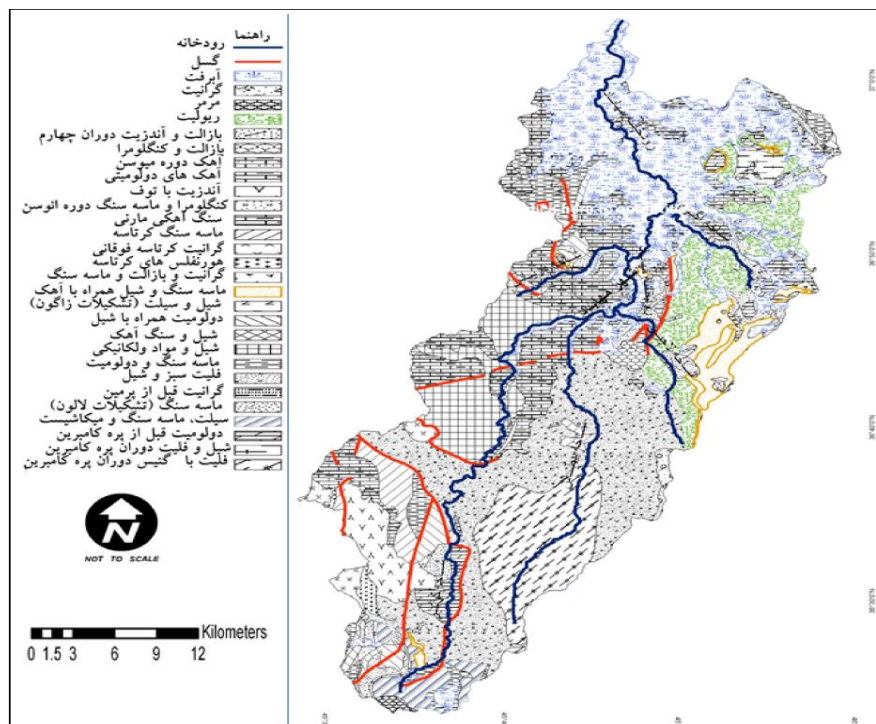 راهنما
رودخانه
گسل
آبرفت
گرانیت
مرمر
ریولیت
بازالت و آندزیت دوران چهارم
بازالت و کنگلومرا
آهک دوره میوسن
آهک های دولومیتی
آندزیت با توف
کنگلومرا و ماسه سنگ دوره ائوسن
سنگ آهکی مارنی
ماسه سنگ کرتاسه
گرانیت کرتاسه فوقانی
هورنفلس های کرتاسه
گرانیت و بازالت و ماسه سنگ
ماسه سنگ و شیل همراه با آهک
شیل و سیلت (تشکیلات زاگون)
دولومیت همراه با شیل
شیل و سنگ آهک
شیل و مواد ولکانیکی
ماسه سنگ و دولومیت
فلیت سبز و شیل
گرانیت قبل از پرمین
ماسه سنگ (تشکیلات لالون)
سیلت، ماسه سنگ و میکاشیست
دولومیت قبل از پره کامبرین
شیل و فلیت دوران پره کامبرین
فلیت با گنیس دوران پره کامبرین
N
NOT TO SCALE
Kilometers
0 1.5 3 6 9 12